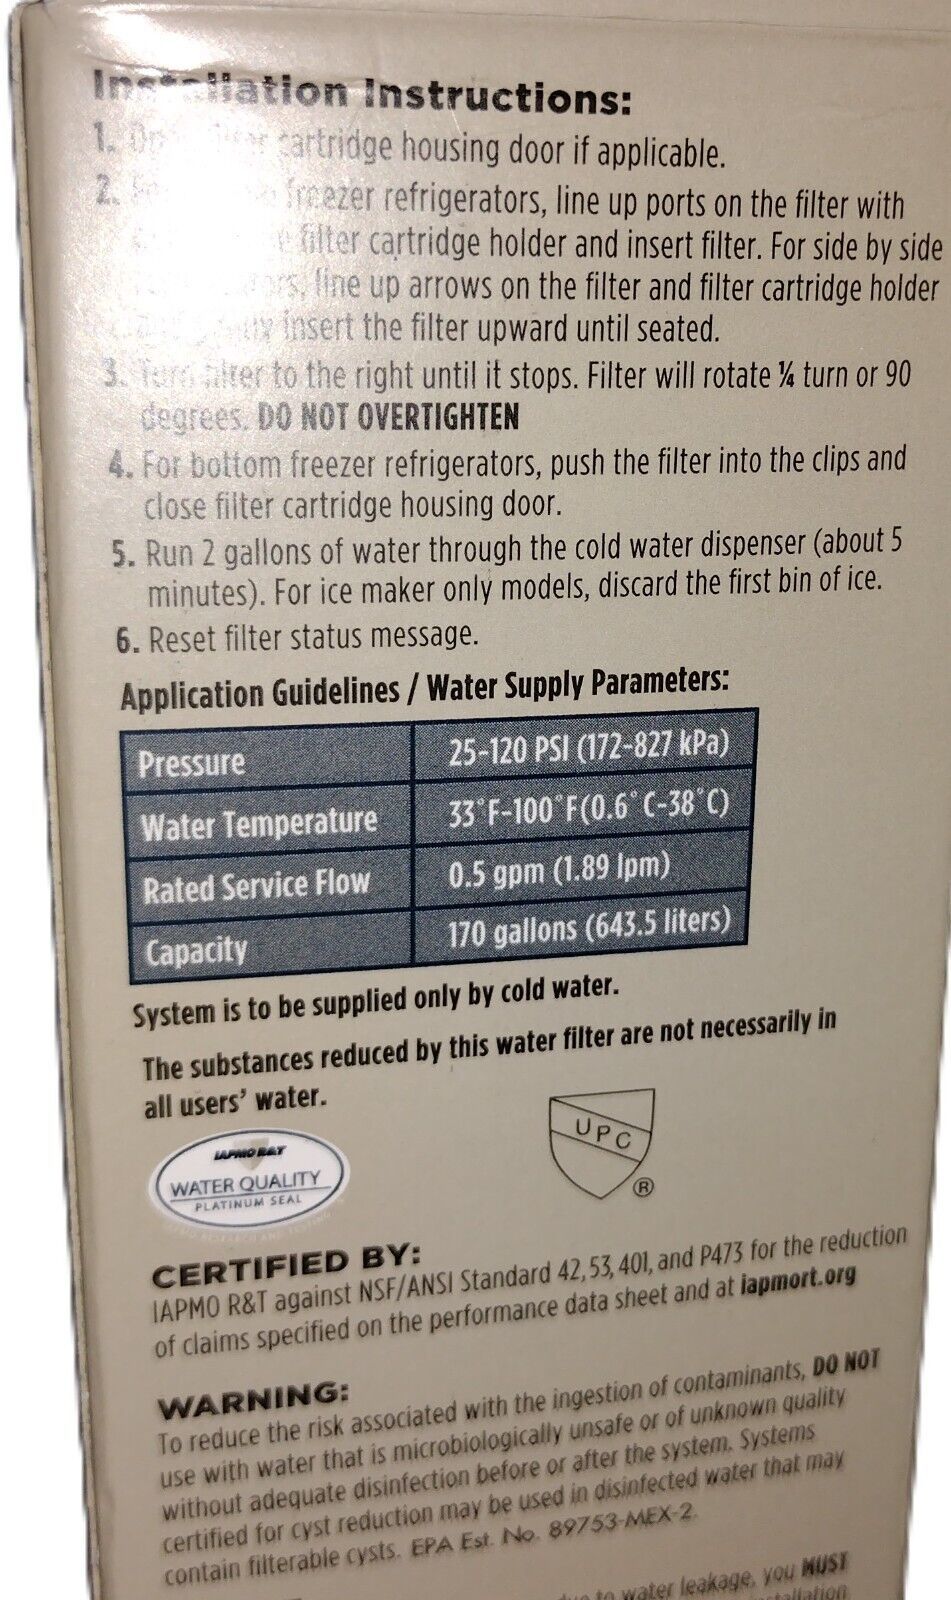 Installation Instructions:
1. Open filter cartridge housing door if applicable.
2. freezer refrigerators, line up ports on the filter with
filter cartridge holder and insert filter. For side by side
line up arrows on the filter and filter cartridge holder
insert the filter upward until seated.
3. Turn filter to the right until it stops. Filter will rotate ¼ turn or 90
degrees. DO NOT OVERTIGHTEN
4. For bottom freezer refrigerators, push the filter into the clips and
close filter cartridge housing door.
5. Run 2 gallons of water through the cold water dispenser (about 5
minutes). For ice maker only models, discard the first bin of ice.
6. Reset filter status message.
Application Guidelines / Water Supply Parameters:
Pressure 25-120 PSI (172-827 kPa)
Water Temperature 33°F-100°F(0.6°C-38°C)
Rated Service Flow 0.5 gpm (1.89 lpm)
Capacity 170 gallons (643.5 liters)
System is to be supplied only by cold water.
The substances reduced by this water filter are not necessarily in
all users' water.
IAPMO R&T
WATER QUALITY
PLATINUM SEAL
UPC
®
CERTIFIED BY:
IAPMO R&T against NSF/ANSI Standard 42,53,401, and P473 for the reduction
of claims specified on the performance data sheet and at iapmort.org
WARNING:
To reduce the risk associated with the ingestion of contaminants, DO NOT
use with water that is microbiologically unsafe or of unknown quality
without adequate disinfection before or after the system. Systems
certified for cyst reduction may be used in disinfected water that may
contain filterable cysts. EPA Est. No. 89753-MEX-2.
to water leakage, you MUST
installation